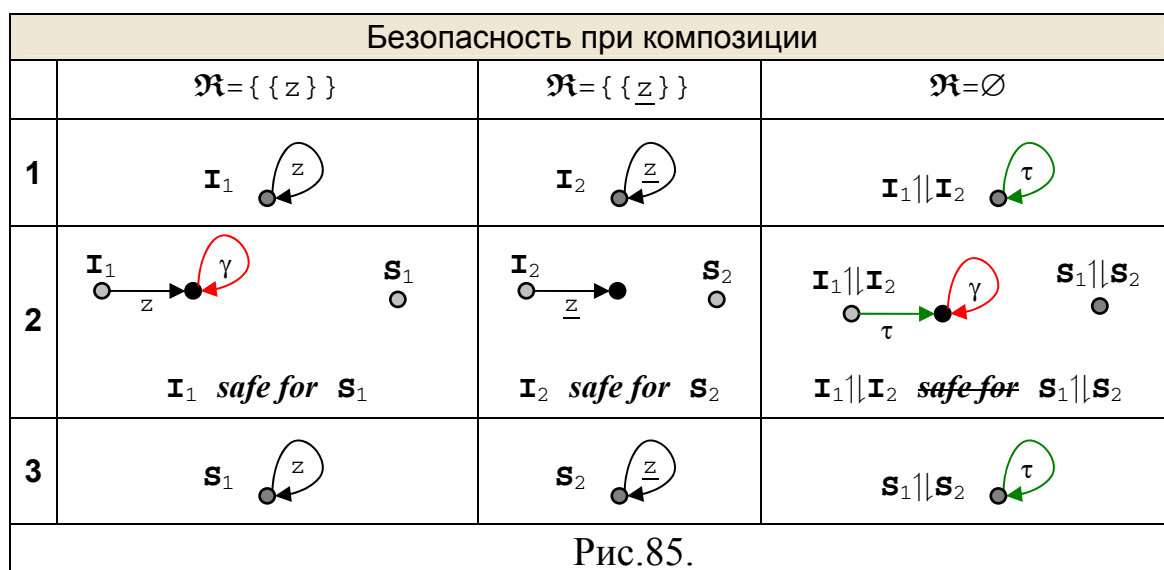 Безопасность при композиции
ℜ={{z}} ℜ={{z̲}} ℜ=∅
1 I₁ z I₂ z̲ I₁⥮I₂ τ
I₁ γ S₁ I₂ S₂ I₁⥮I₂ γ S₁⥮S₂
2 z z̲ τ
I₁ safe for S₁ I₂ safe for S₂ I₁⥮I₂ safe for S₁⥮S₂
3 S₁ z S₂ z̲ S₁⥮S₂ τ
Рис.85.